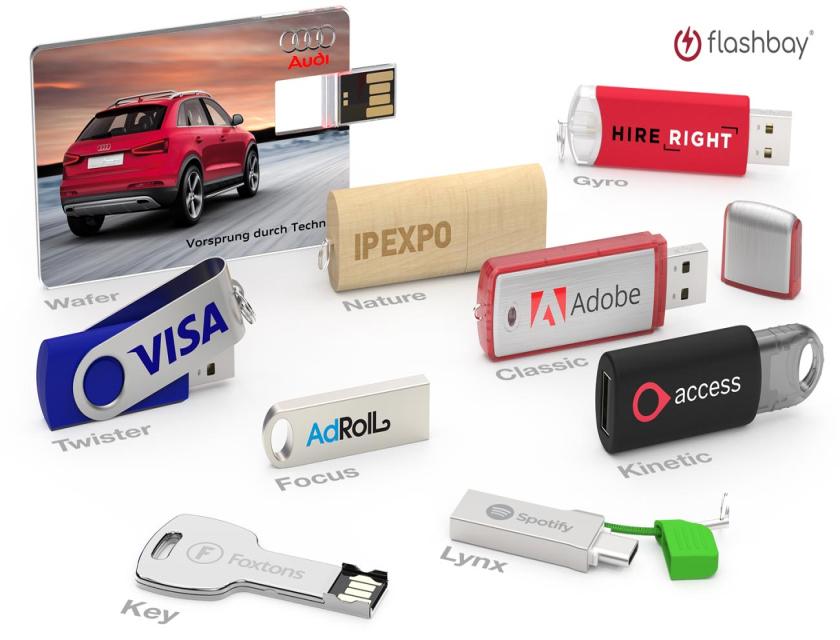 Audi
flashbay®
HIRE RIGHT
Gyro
Vorsprung durch Techn
Wafer
IPEXPO
Nature
Adobe
Classic
VISA
Twister
AdRoll
Focus
access
Kinetic
Spotify
Lynx
F Foxtons
Key